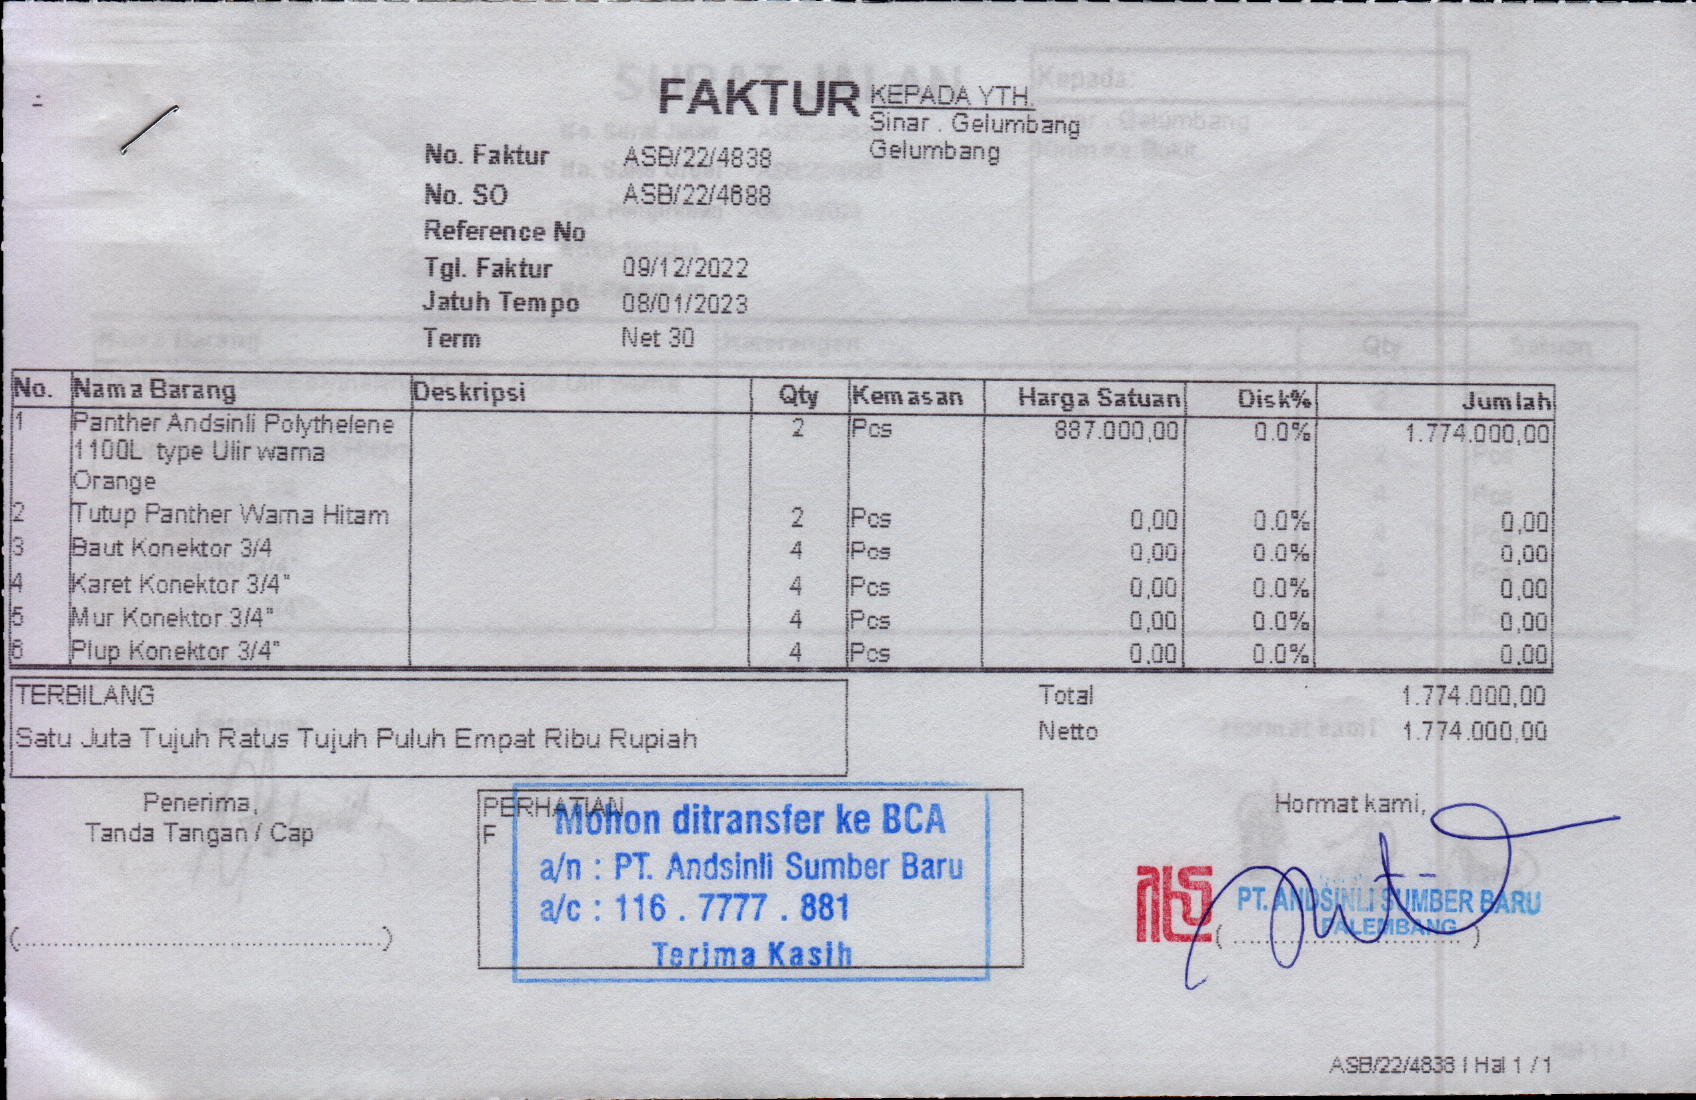 FAKTUR
KEPADA YTH.
Sinar . Gelumbang
Gelumbang
No. Faktur ASB/22/4838
No. SO ASB/22/4688
Reference No
Tgl. Faktur 09/12/2022
Jatuh Tempo 08/01/2023
Term Net 30
No. Nama Barang Deskripsi Qty Kemasan Harga Satuan Disk% Jumlah
1 Panther Andsinli Polythelene 2 Pcs 887.000,00 0.0% 1.774.000,00
1100L type Ulir warna
Orange
2 Tutup Panther Warna Hitam 2 Pcs 0,00 0.0% 0,00
3 Baut Konektor 3/4 4 Pcs 0,00 0.0% 0,00
4 Karet Konektor 3/4" 4 Pcs 0,00 0.0% 0,00
5 Mur Konektor 3/4" 4 Pcs 0,00 0.0% 0,00
6 Plup Konektor 3/4" 4 Pcs 0,00 0.0% 0,00
TERBILANG
Satu Juta Tujuh Ratus Tujuh Puluh Empat Ribu Rupiah
Total 1.774.000,00
Netto 1.774.000,00
Penerima,
Tanda Tangan / Cap
(....................................)
PERHATIAN
F
Mohon ditransfer ke BCA
a/n : PT. Andsinli Sumber Baru
a/c : 116 . 7777 . 881
Terima Kasih
Hormat kami,
PT. ANDSINLI SUMBER BARU
PALEMBANG
(..............................)
ASB/22/4838 | Hal 1 / 1